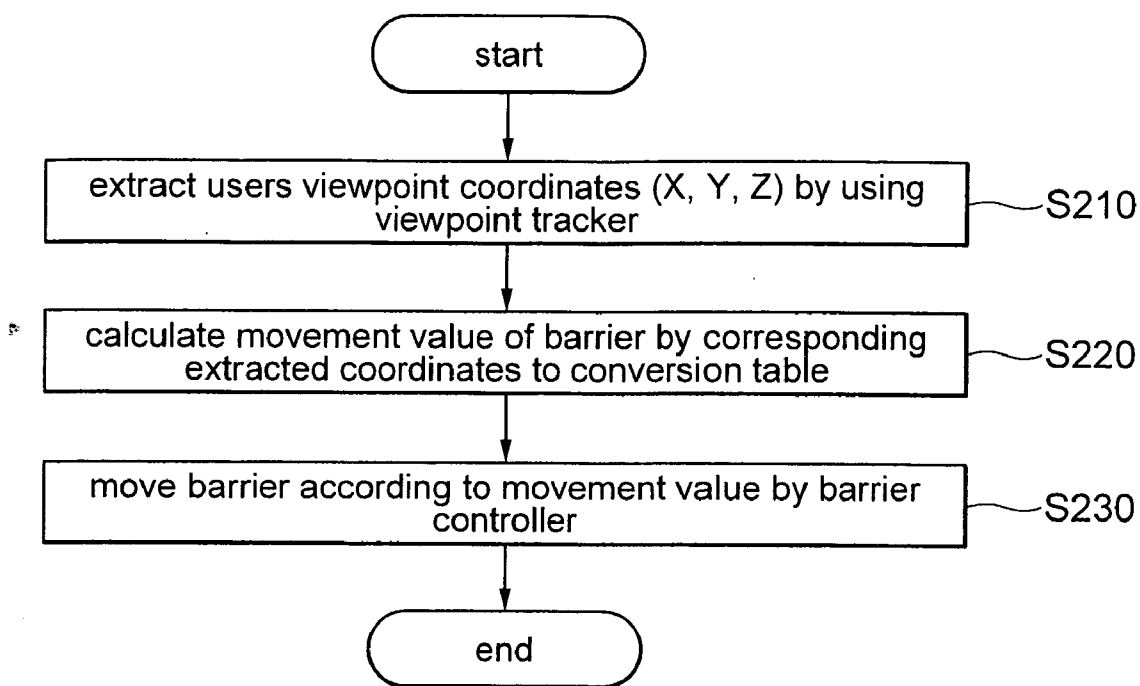 start
extract users viewpoint coordinates (X, Y, Z) by using
viewpoint tracker
S210
calculate movement value of barrier by corresponding
extracted coordinates to conversion table
S220
move barrier according to movement value by barrier
controller
S230
end